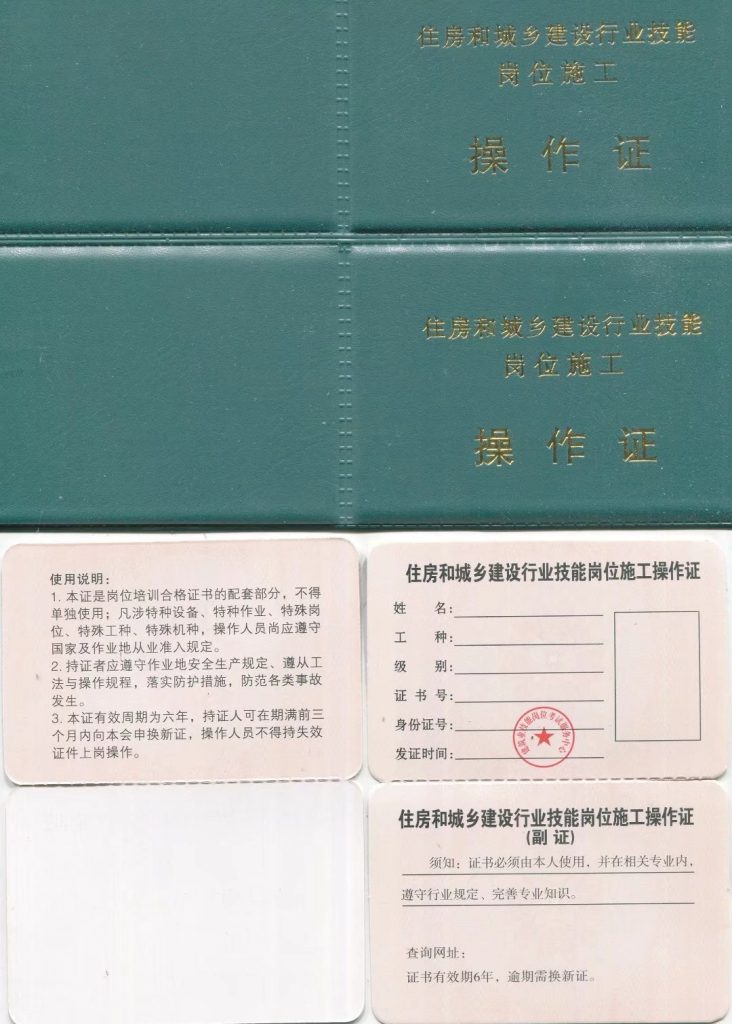 住房和城乡建设行业技能
岗位施工
操作证
住房和城乡建设行业技能
岗位施工
操作证
使用说明：
1. 本证是岗位培训合格证书的配套部分，不得
单独使用；凡涉特种设备、特种作业、特殊岗
位、特殊工种、特殊机种，操作人员尚应遵守
国家及作业地从业准入规定。
2. 持证者应遵守作业地安全生产规定、遵从工
法与操作规程，落实防护措施，防范各类事故
发生。
3. 本证有效周期为六年，持证人可在期满前三
个月内向本会申换新证，操作人员不得持失效
证件上岗操作。
住房和城乡建设行业技能岗位施工操作证
姓 名：
工 种：
级 别：
证 书 号：
身份证号：
发证时间：
建筑业技能岗位考试服务中心
住房和城乡建设行业技能岗位施工操作证
(副 证)
须知：证书必须由本人使用，并在相关专业内，
遵守行业规定、完善专业知识。
查询网址：
证书有效期6年，逾期需换新证。